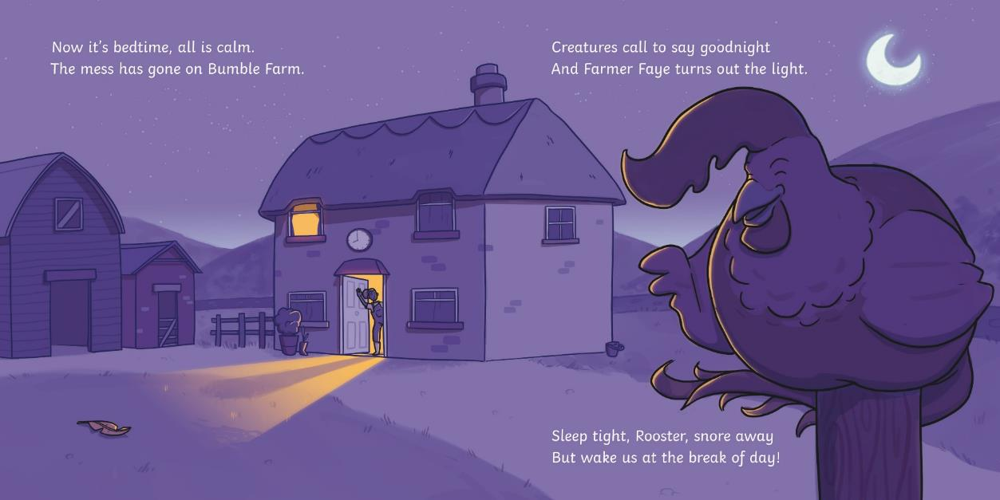 Now it's bedtime, all is calm.
The mess has gone on Bumble Farm.
Creatures call to say goodnight
And Farmer Faye turns out the light.
Sleep tight, Rooster, snore away
But wake us at the break of day!